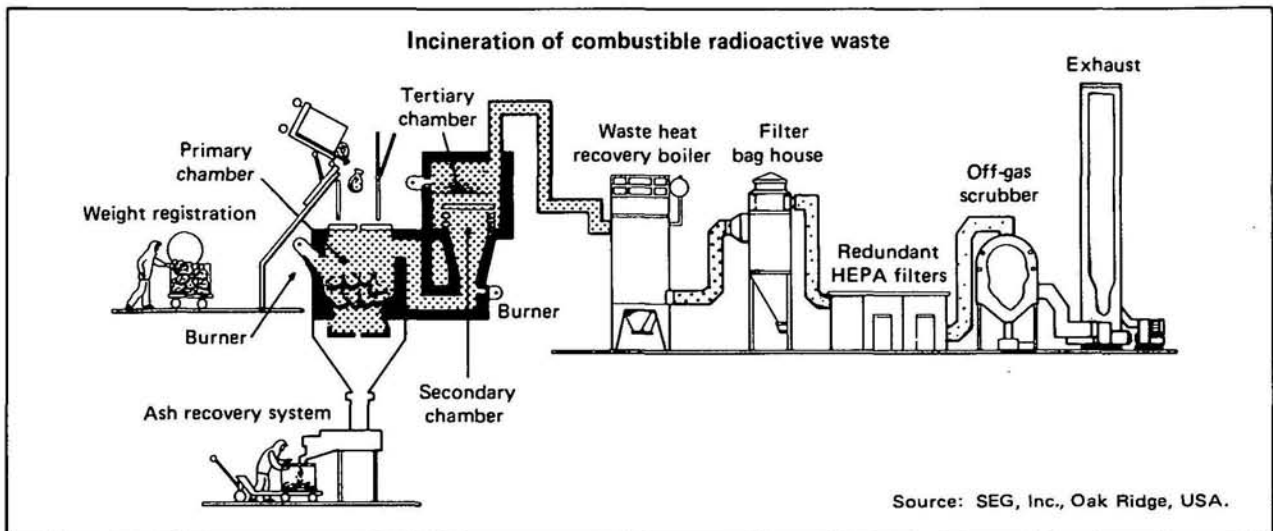 Incineration of combustible radioactive waste
Exhaust
Tertiary
chamber
Waste heat
recovery boiler
Filter
bag house
Primary
chamber
Off-gas
scrubber
Weight registration
Redundant
HEPA filters
Burner
Burner
Secondary
chamber
Ash recovery system
Source: SEG, Inc., Oak Ridge, USA.